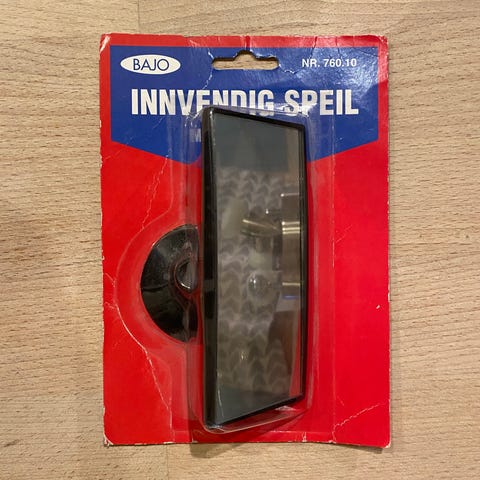 BAJO
NR. 760.10
INNVENDIG SPEIL